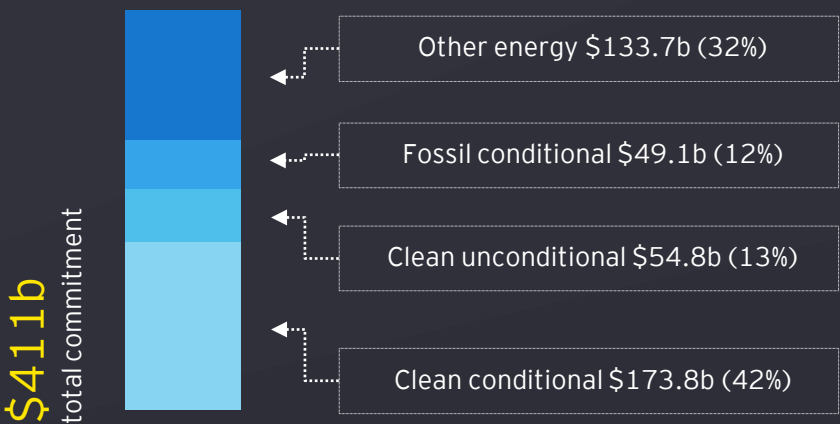 $411b
total commitment
Other energy $133.7b (32%)
Fossil conditional $49.1b (12%)
Clean unconditional $54.8b (13%)
Clean conditional $173.8b (42%)